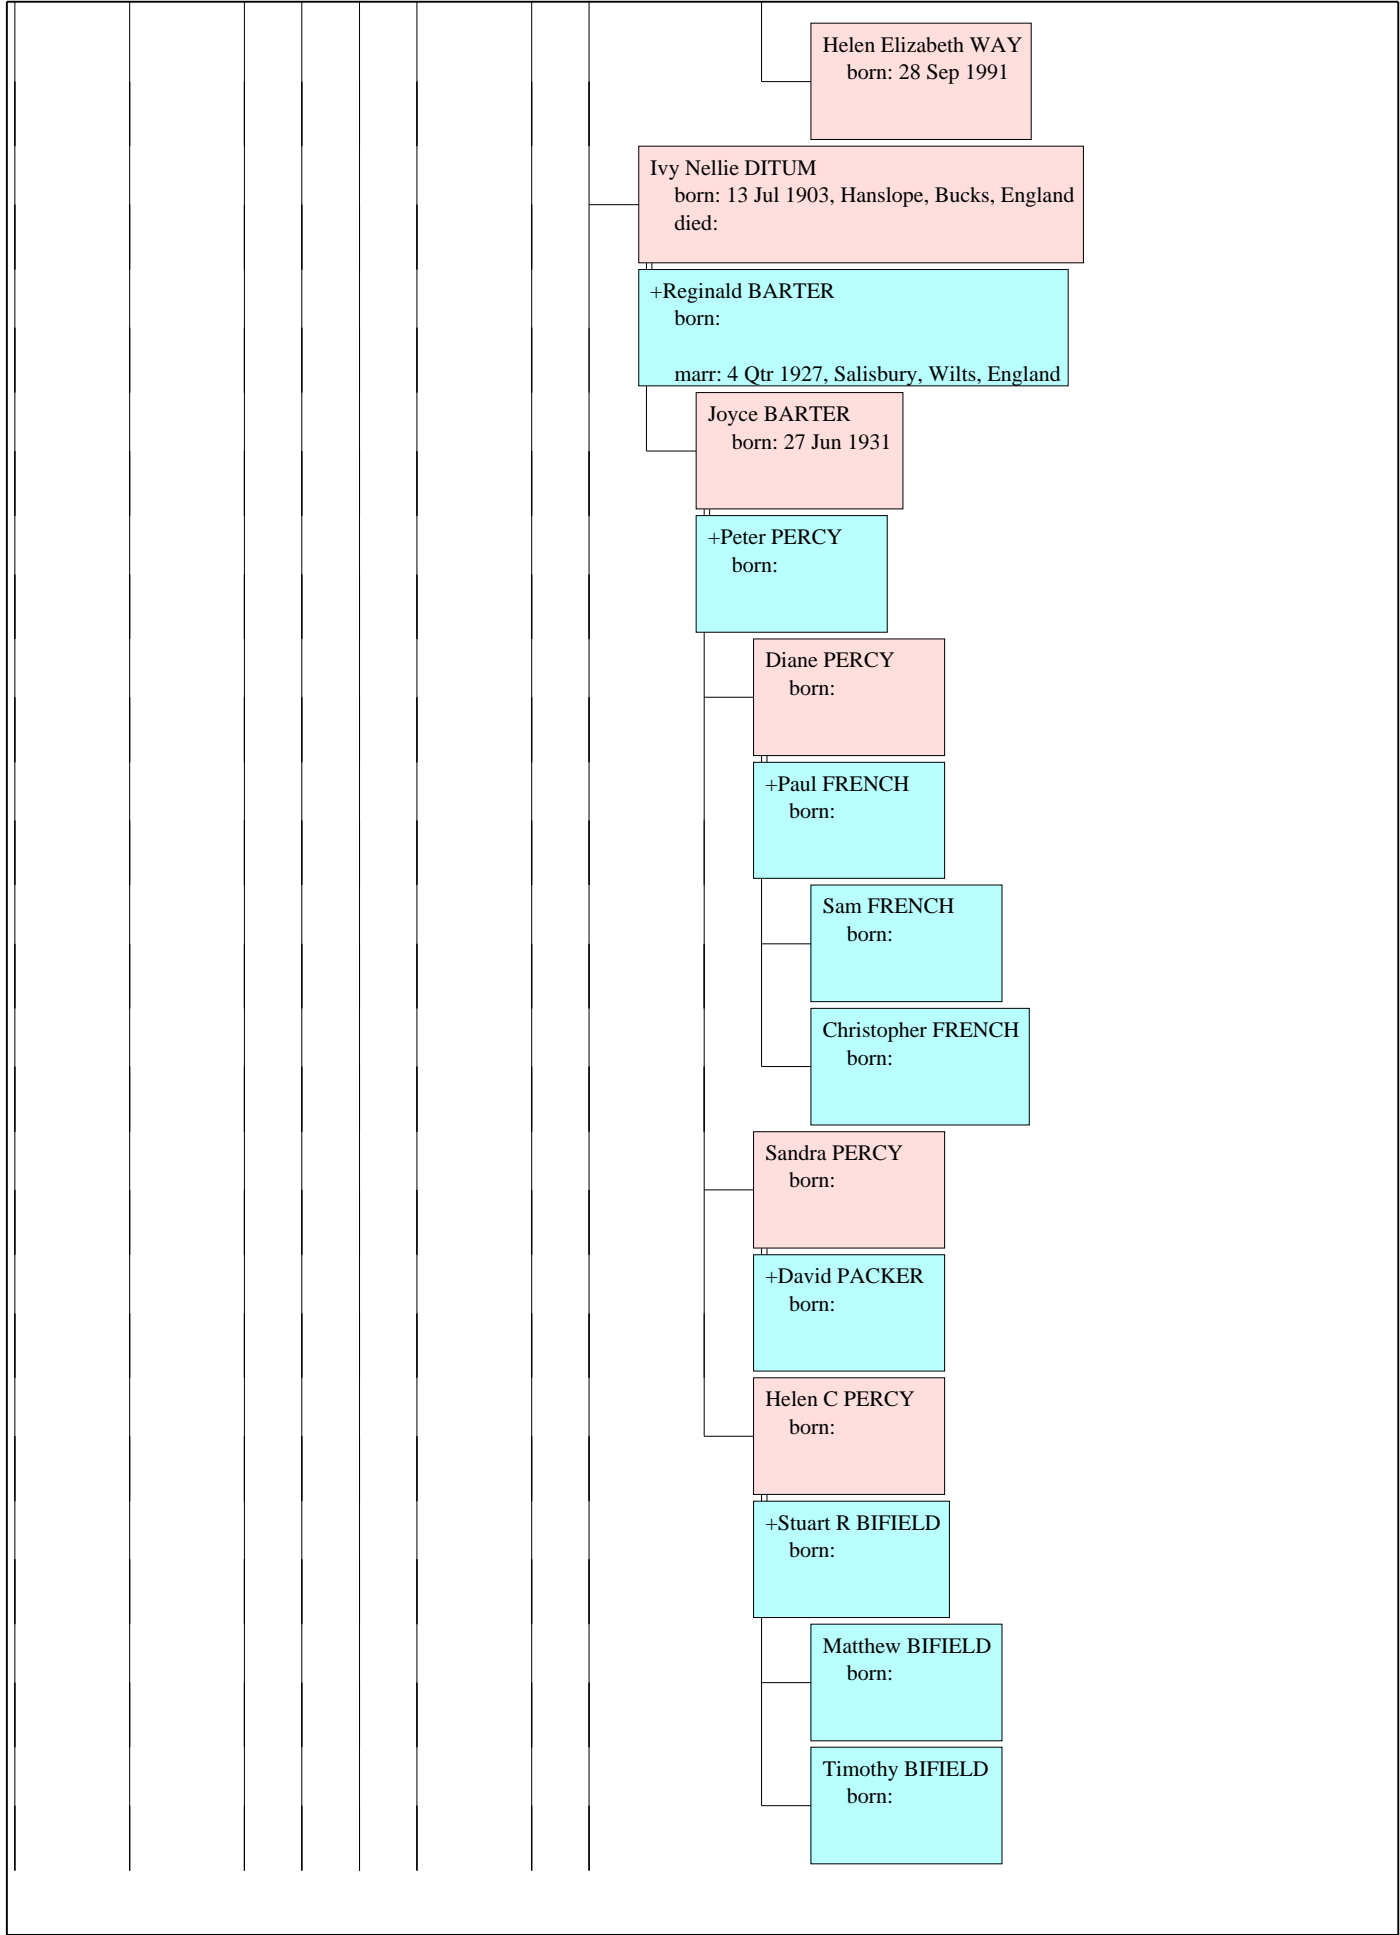 Helen Elizabeth WAY
born: 28 Sep 1991
Ivy Nellie DITUM
born: 13 Jul 1903, Hanslope, Bucks, England
died:
+Reginald BARTER
born:
marr: 4 Qtr 1927, Salisbury, Wilts, England
Joyce BARTER
born: 27 Jun 1931
+Peter PERCY
born:
Diane PERCY
born:
+Paul FRENCH
born:
Sam FRENCH
born:
Christopher FRENCH
born:
Sandra PERCY
born:
+David PACKER
born:
Helen C PERCY
born:
+Stuart R BIFIELD
born:
Matthew BIFIELD
born:
Timothy BIFIELD
born: